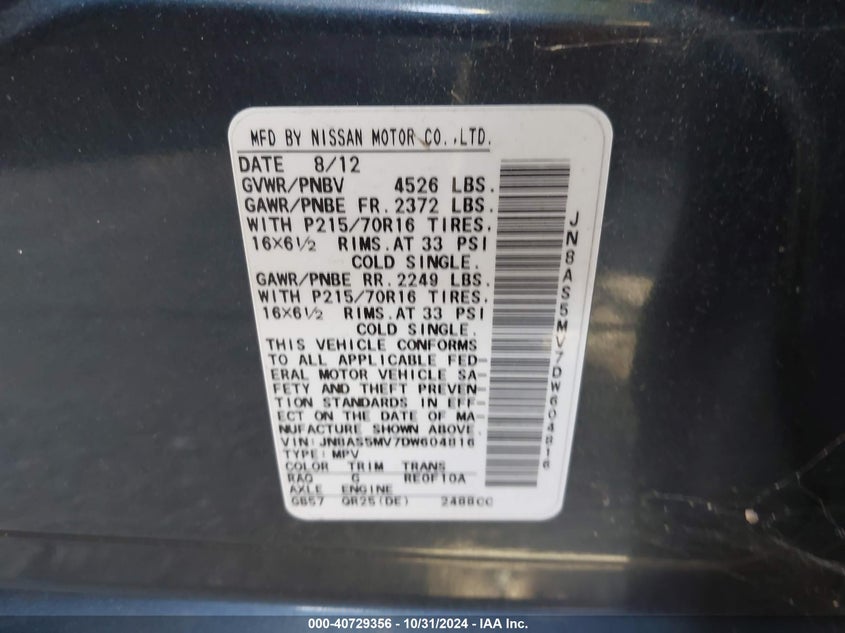 MFD BY NISSAN MOTOR CO.,LTD.
DATE 8/12
GVWR/PNBV 4526 LBS.
GAWR/PNBE FR. 2372 LBS.
WITH P215/70R16 TIRES.
16X6½ RIMS. AT 33 PSI
COLD SINGLE.
GAWR/PNBE RR. 2249 LBS.
WITH P215/70R16 TIRES.
16X6½ RIMS. AT 33 PSI
COLD SINGLE.
THIS VEHICLE CONFORMS
TO ALL APPLICABLE FED-
ERAL MOTOR VEHICLE SA-
FETY AND THEFT PREVEN-
TION STANDARDS IN EFF-
ECT ON THE DATE OF MA-
NUFACTURE SHOWN ABOVE.
VIN: JN8AS5MV7DW604816
TYPE: MPV
COLOR TRIM TRANS
RAQ G RE0F10A
AXLE ENGINE
GB57 QR25(DE) 2488CC
JN8AS5MV7DW604816
000-40729356 - 10/31/2024 - IAA Inc.